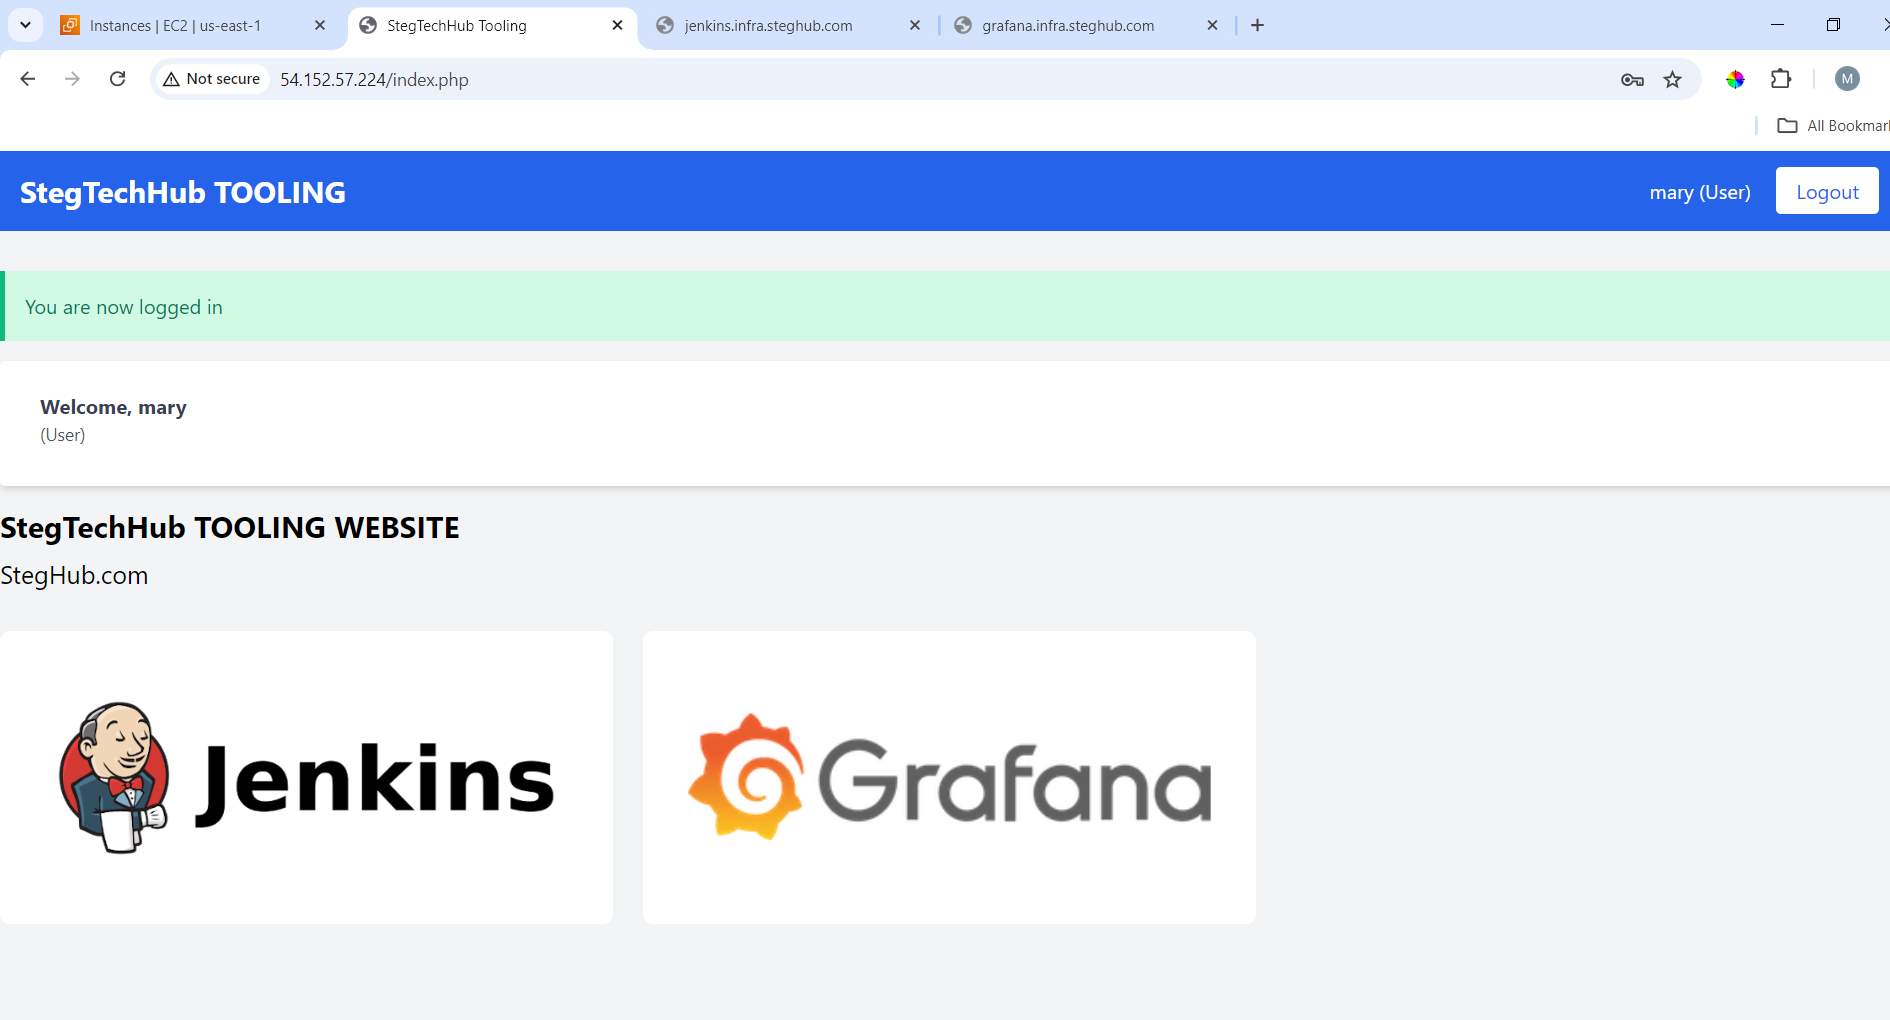 Instances | EC2 | us-east-1
StegTechHub Tooling
jenkins.infra.steghub.com
grafana.infra.steghub.com
Not secure
54.152.57.224/index.php
M
All Bookmar
StegTechHub TOOLING
mary (User)
Logout
You are now logged in
Welcome, mary
(User)
StegTechHub TOOLING WEBSITE
StegHub.com
Jenkins
Grafana